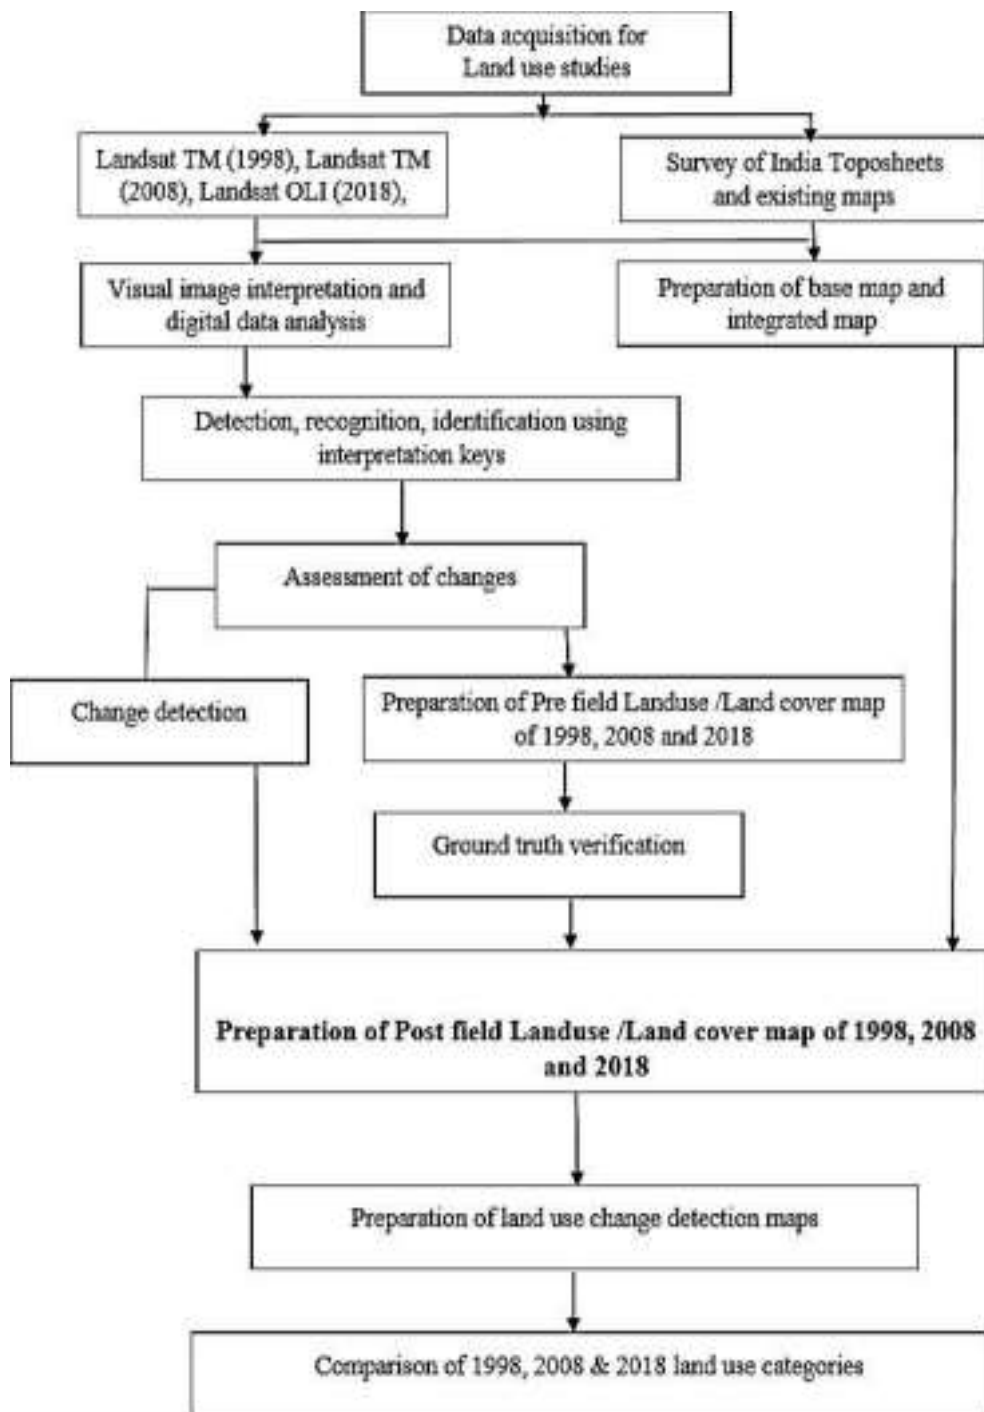 Data acquisition for
Land use studies
Landsat TM (1998), Landsat TM
(2008), Landsat OLI (2018),
Survey of India Toposheets
and existing maps
Visual image interpretation and
digital data analysis
Preparation of base map and
integrated map
Detection, recognition, identification using
interpretation keys
Assessment of changes
Change detection
Preparation of Pre field Landuse /Land cover map
of 1998, 2008 and 2018
Ground truth verification
Preparation of Post field Landuse /Land cover map of 1998, 2008
and 2018
Preparation of land use change detection maps
Comparison of 1998, 2008 & 2018 land use categories